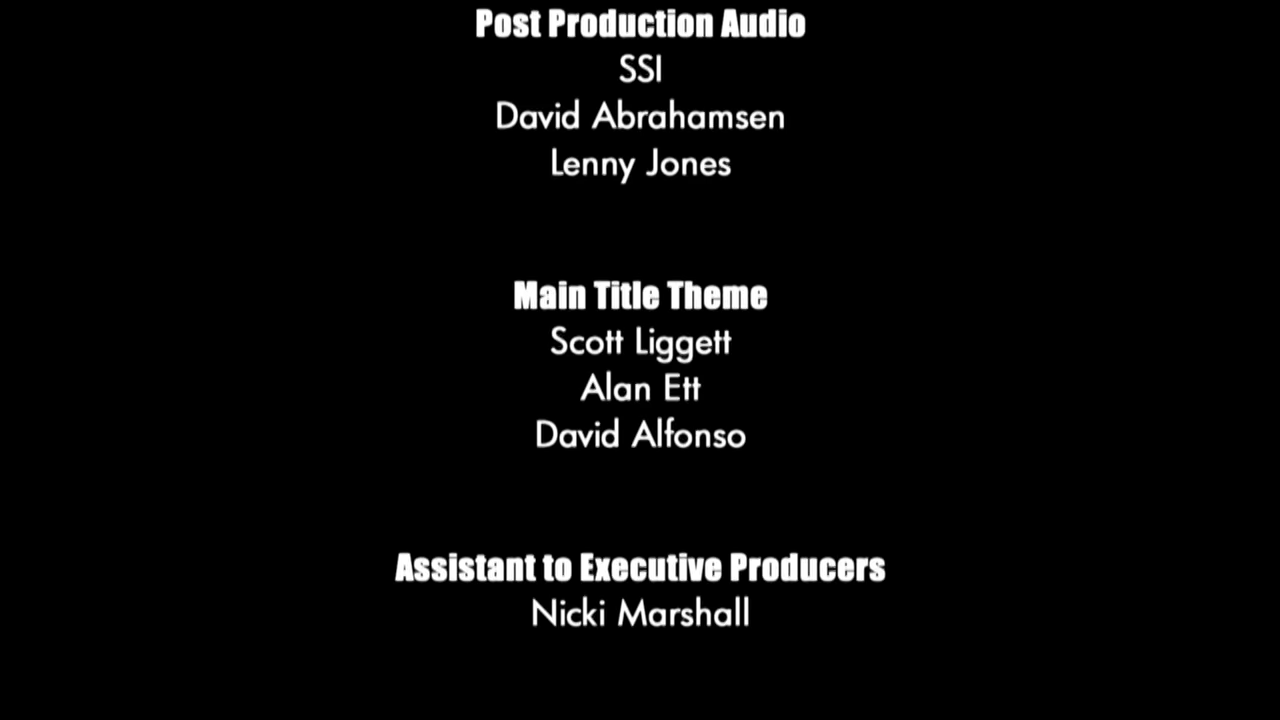 Post Production Audio
SSI
David Abrahamsen
Lenny Jones
Main Title Theme
Scott Liggett
Alan Ett
David Alfonso
Assistant to Executive Producers
Nicki Marshall